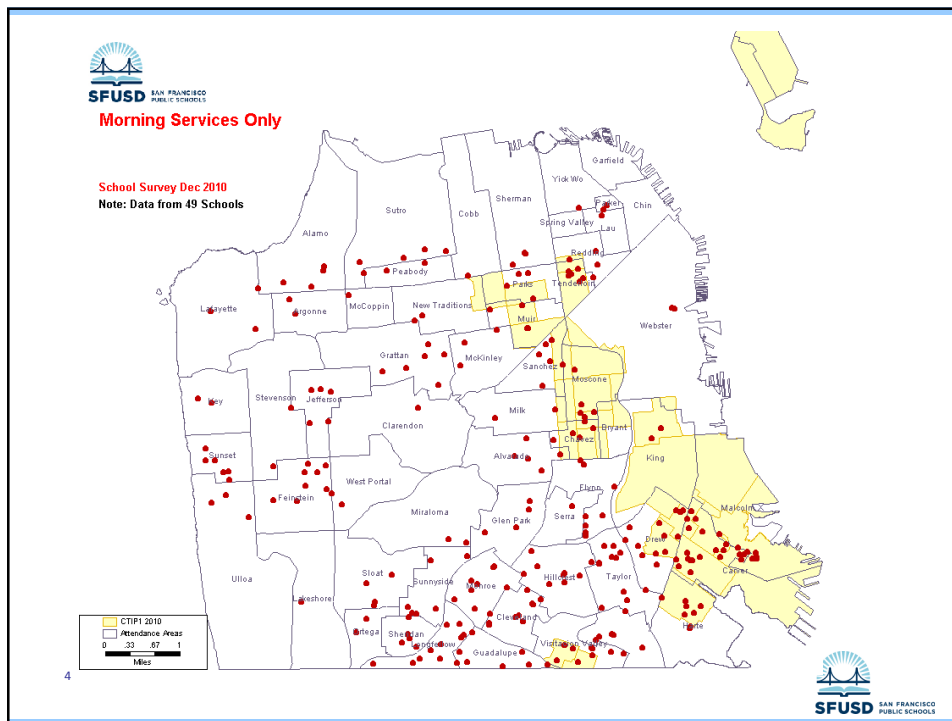 SFUSD
SAN FRANCISCO
PUBLIC SCHOOLS
Morning Services Only
School Survey Dec 2010
Note: Data from 49 Schools
Garfield
Yick Wo
Sherman
Cobb
Sutro
Parker
Chin
Spring Valley
Lau
Alamo
Redding
Peabody
Tenderloin
Parks
Lafayette
Argonne
McCoppin
New Traditions
Muir
Webster
Grattan
McKinley
Sanchez
Moscone
Key
Stevenson
Jefferson
Milk
Clarendon
Bryant
Chavez
Sunset
Alvarado
King
West Portal
Feinstein
Flynn
Miraloma
Glen Park
Serra
Malcolm
Drew
Carver
Ulloa
Sloat
Sunnyside
Monroe
Hillcrest
Taylor
Lakeshore
Cleveland
Harte
Ortega
Sheridan
Longfellow
Guadalupe
Visitation Valley
CTIP1 2010
Attendance Areas
0 .33 .67 1
Miles
4
SFUSD
SAN FRANCISCO
PUBLIC SCHOOLS